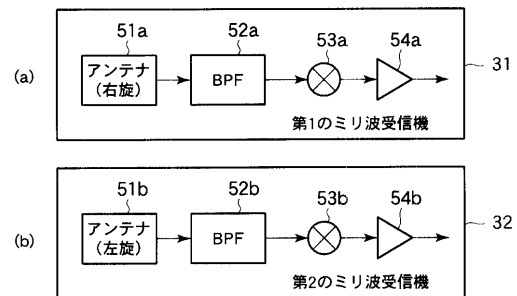 51a
52a
53a
54a
(a)
アンテナ
(右旋)
BPF
31
第1のミリ波受信機
51b
52b
53b
54b
(b)
アンテナ
(左旋)
BPF
32
第2のミリ波受信機